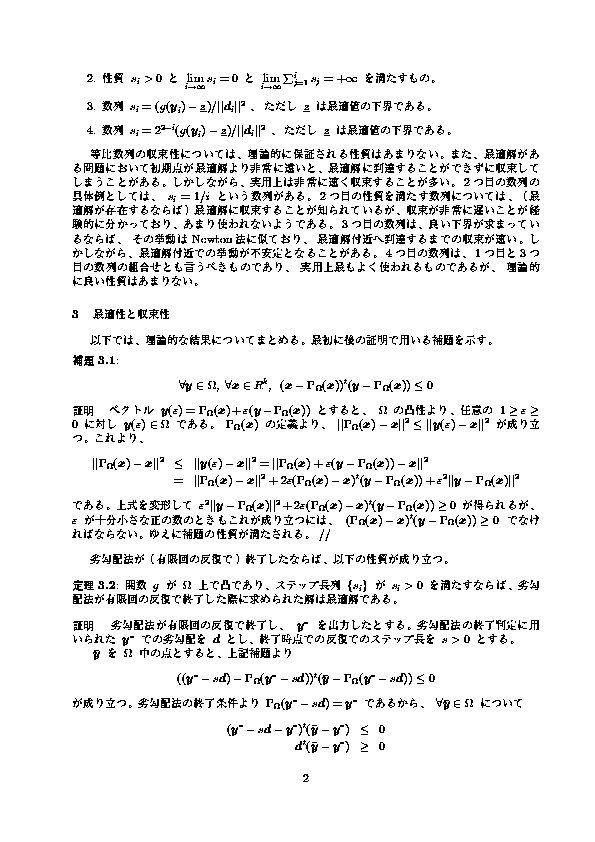 2. 性質 s_i > 0 と lim_{i→∞} s_i = 0 と lim_{i→∞} ∑^i_{j=1} s_j = +∞ を満たすもの。
3. 数列 s_i = (g(y_i) − z)/||d_i||² 、ただし z は最適値の下界である。
4. 数列 s_i = 2^{2−i}(g(y_i) − z)/||d_i||² 、ただし z は最適値の下界である。
等比数列の収束性については、理論的に保証される性質はあまりない。また、最適解があ
る問題において初期点が最適解より非常に遠いと、最適解に到達することができずに収束して
しまうことがある。しかしながら、実用上は非常に速く収束することが多い。2つ目の数列の
具体例としては、 s_i = 1/i という数列がある。2つ目の性質を満たす数列については、(最
適解が存在するならば)最適解に収束することが知られているが、収束が非常に遅いことが経
験的に分かっており、あまり使われないようである。3つ目の数列は、良い下界が求まってい
るならば、 その挙動は Newton 法に似ており、 最適解付近へ到達するまでの収束が速い。し
かしながら、最適解付近での挙動が不安定となることがある。4つ目の数列は、1つ目と3つ
目の数列の組合せとも言うべきものであり、 実用上最もよく使われるものであるが、 理論的
に良い性質はあまりない。
3 最適性と収束性
以下では、理論的な結果についてまとめる。最初に後の証明で用いる補題を示す。
補題 3.1:
∀y ∈ Ω, ∀x ∈ R^k, (x − Γ_Ω(x))^t(y − Γ_Ω(x)) ≤ 0
証明 ベクトル y(ε) = Γ_Ω(x)+ε(y − Γ_Ω(x)) とすると、 Ω の凸性より、任意の 1 ≥ ε ≥
0 に対し y(ε) ∈ Ω である。 Γ_Ω(x) の定義より、 ||Γ_Ω(x) − x||² ≤ ||y(ε) − x||² が成り立
つ。これより、
||Γ_Ω(x) − x||² ≤ ||y(ε) − x||² = ||Γ_Ω(x) + ε(y − Γ_Ω(x)) − x||²
= ||Γ_Ω(x) − x||² + 2ε(Γ_Ω(x) − x)^t(y − Γ_Ω(x)) + ε²||y − Γ_Ω(x)||²
である。上式を変形して ε²||y − Γ_Ω(x)||²+2ε(Γ_Ω(x) − x)^t(y − Γ_Ω(x)) ≥ 0 が得られるが、
ε が十分小さな正の数のときもこれが成り立つには、 (Γ_Ω(x) − x)^t(y − Γ_Ω(x)) ≥ 0 でなけ
ればならない。ゆえに補題の性質が満たされる。 //
劣勾配法が(有限回の反復で)終了したならば、以下の性質が成り立つ。
定理 3.2: 関数 g が Ω 上で凸であり、ステップ長列 {s_i} が s_i > 0 を満たすならば、劣勾
配法が有限回の反復で終了した際に求められた解は最適解である。
証明 劣勾配法が有限回の反復で終了し、 y* を出力したとする。劣勾配法の終了判定に用
いられた y* での劣勾配を d とし、終了時点での反復でのステップ長を s > 0 とする。
ȳ を Ω 中の点とすると、上記補題より
((y* − sd) − Γ_Ω(y* − sd))^t(ȳ − Γ_Ω(y* − sd)) ≤ 0
が成り立つ。劣勾配法の終了条件より Γ_Ω(y* − sd) = y* であるから、 ∀ȳ ∈ Ω について
(y* − sd − y*)^t(ȳ − y*) ≤ 0
d^t(ȳ − y*) ≥ 0
2